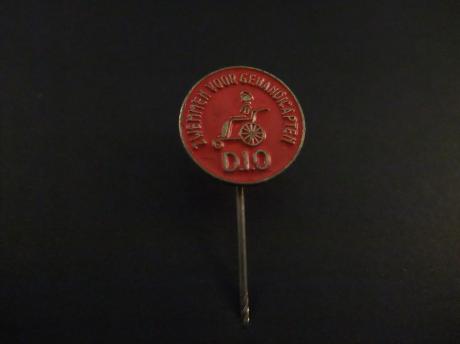 ZWEMMEN VOOR GEHANDICAPTEN
D.I.O